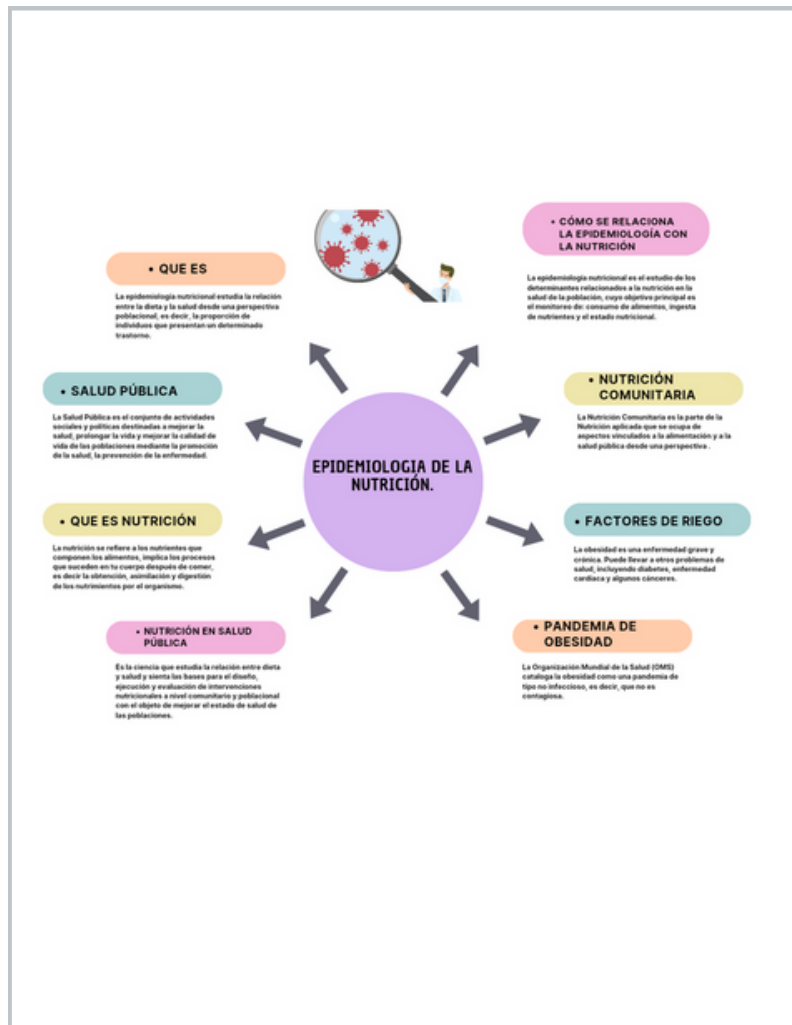 • QUE ES
La epidemiología nutricional estudia la relación
entre la dieta y la salud desde una perspectiva
poblacional, es decir, la proporción de
individuos que presentan un determinado
trastorno.
• SALUD PÚBLICA
La Salud Pública es el conjunto de actividades
sociales y políticas destinadas a mejorar la
salud, prolongar la vida y mejorar la calidad de
vida de las poblaciones mediante la promoción
de la salud, la prevención de la enfermedad.
• QUE ES NUTRICIÓN
La nutrición se refiere a los nutrientes que
componen los alimentos, implica los procesos
que suceden en tu cuerpo después de comer,
es decir la obtención, asimilación y digestión
de los nutrimientos por el organismo.
• NUTRICIÓN EN SALUD
PÚBLICA
Es la ciencia que estudia la relación entre dieta
y salud y sienta las bases para el diseño,
ejecución y evaluación de intervenciones
nutricionales a nivel comunitario y poblacional
con el objeto de mejorar el estado de salud de
las poblaciones.
EPIDEMIOLOGIA DE LA
NUTRICIÓN.
• CÓMO SE RELACIONA
LA EPIDEMIOLOGÍA CON
LA NUTRICIÓN
La epidemiología nutricional es el estudio de los
determinantes relacionados a la nutrición en la
salud de la población, cuyo objetivo principal es
el monitoreo de: consumo de alimentos, ingesta
de nutrientes y el estado nutricional.
• NUTRICIÓN
COMUNITARIA
La Nutrición Comunitaria es la parte de la
Nutrición aplicada que se ocupa de
aspectos vinculados a la alimentación y a la
salud pública desde una perspectiva .
• FACTORES DE RIEGO
La obesidad es una enfermedad grave y
crónica. Puede llevar a otros problemas de
salud, incluyendo diabetes, enfermedad
cardíaca y algunos cánceres.
• PANDEMIA DE
OBESIDAD
La Organización Mundial de la Salud (OMS)
cataloga la obesidad como una pandemia de
tipo no infeccioso, es decir, que no es
contagiosa.